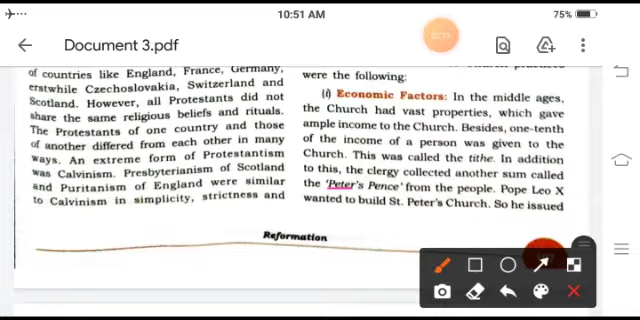 10:51 AM
75%
02:11
Document 3.pdf
of countries like England, France, Germany,
erstwhile Czechoslovakia, Switzerland and
Scotland. However, all Protestants did not
share the same religious beliefs and rituals.
The Protestants of one country and those
of another differed from each other in many
ways. An extreme form of Protestantism
was Calvinism. Presbyterianism of Scotland
and Puritanism of England were similar
to Calvinism in simplicity, strictness and
were the following:
(i) Economic Factors: In the middle ages,
the Church had vast properties, which gave
ample income to the Church. Besides, one-tenth
of the income of a person was given to the
Church. This was called the tithe. In addition
to this, the clergy collected another sum called
the 'Peter's Pence' from the people. Pope Leo X
wanted to build St. Peter's Church. So he issued
Reformation